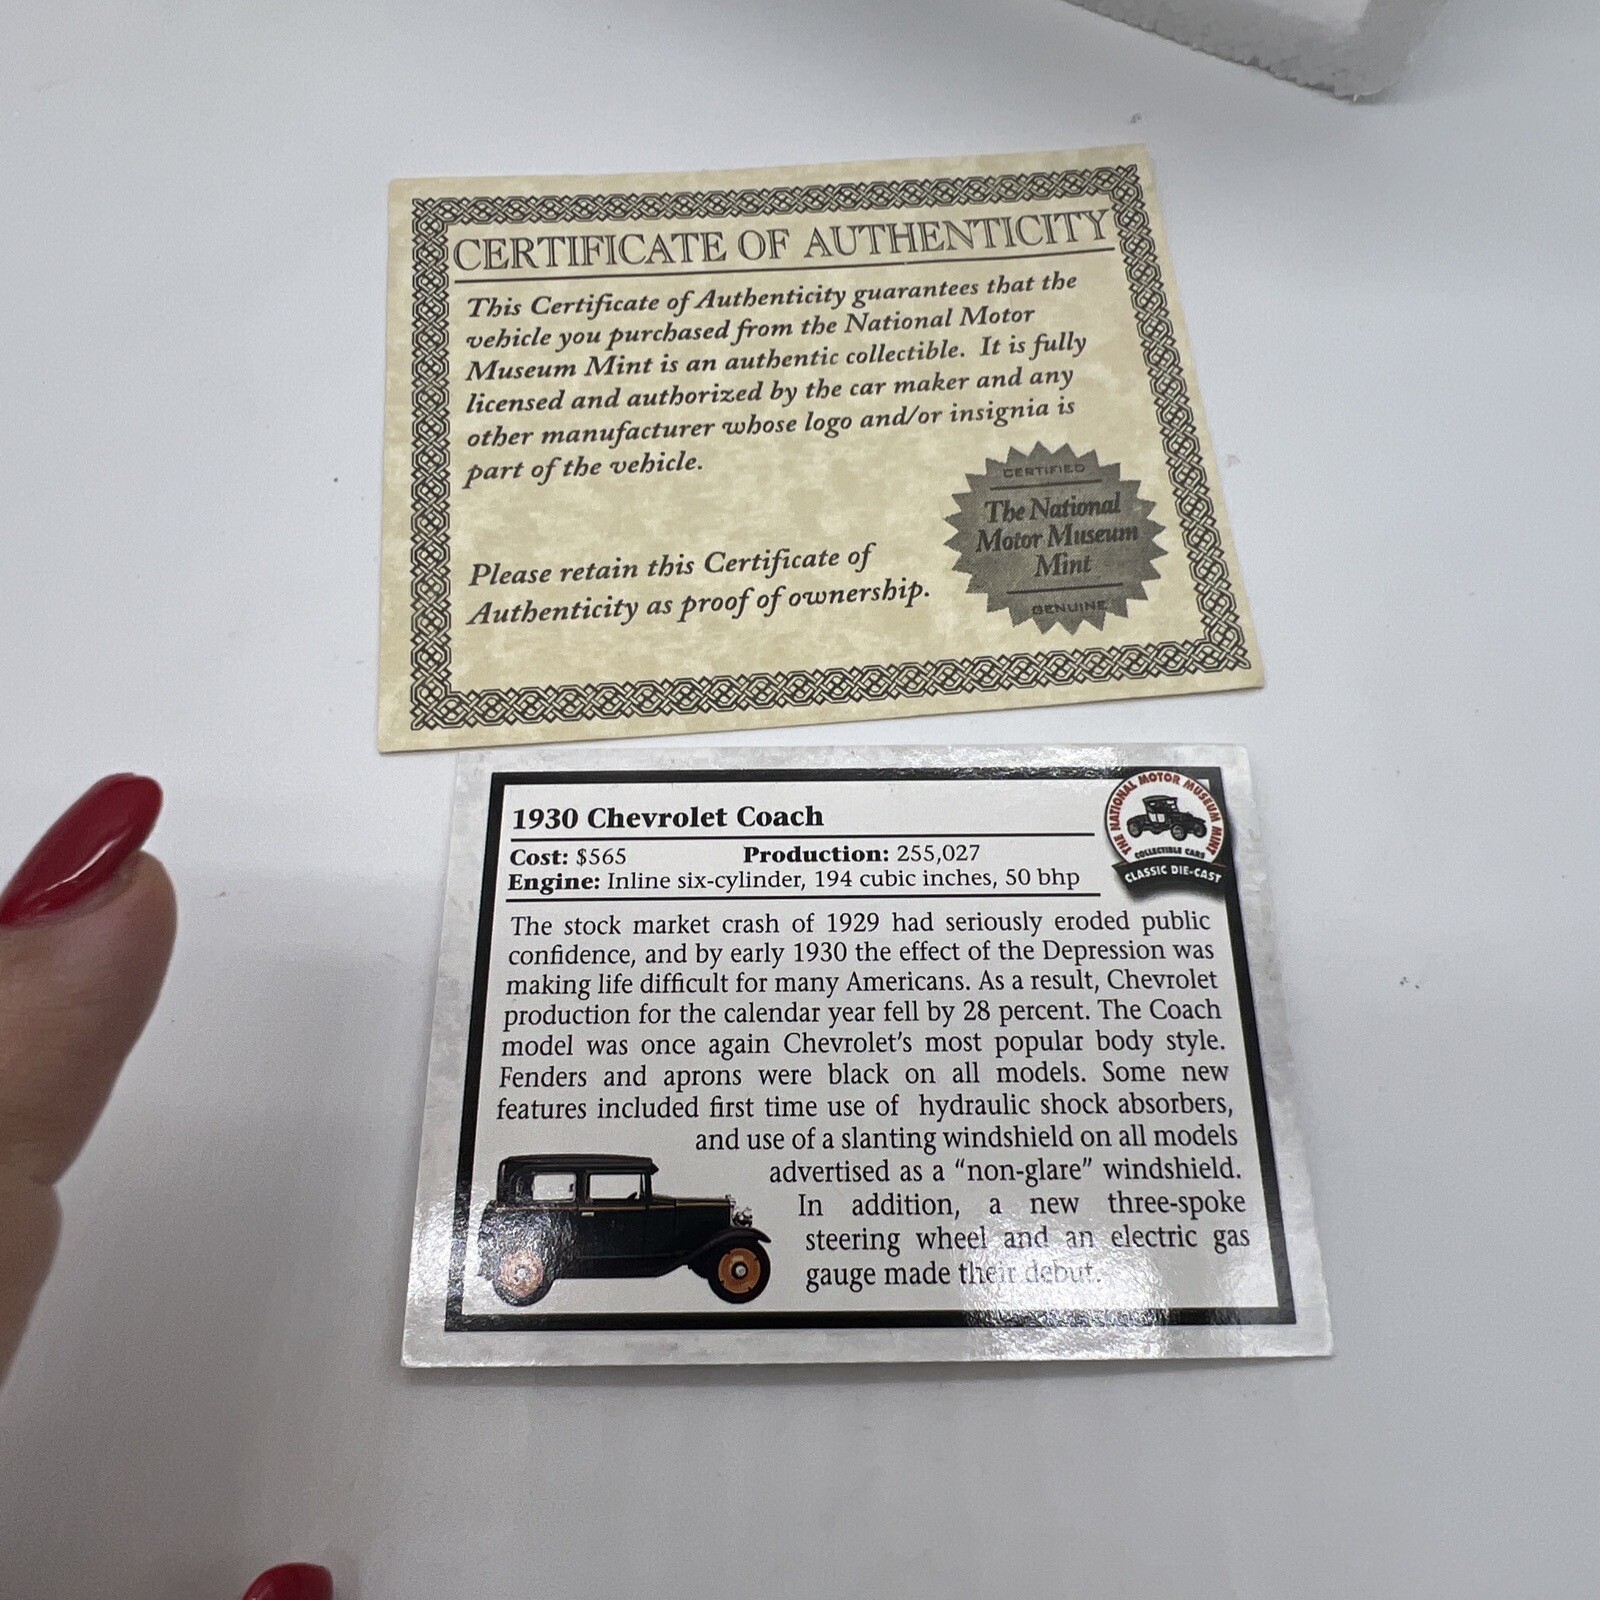 CERTIFICATE OF AUTHENTICITY
This Certificate of Authenticity guarantees that the
vehicle you purchased from the National Motor
Museum Mint is an authentic collectible. It is fully
licensed and authorized by the car maker and any
other manufacturer whose logo and/or insignia is
part of the vehicle.
Please retain this Certificate of
Authenticity as proof of ownership.
CERTIFIED
The National
Motor Museum
Mint
GENUINE
1930 Chevrolet Coach
Cost: $565 Production: 255,027
Engine: Inline six-cylinder, 194 cubic inches, 50 bhp
THE NATIONAL MOTOR MUSEUM MINT
COLLECTIBLE CARS
CLASSIC DIE-CAST
The stock market crash of 1929 had seriously eroded public
confidence, and by early 1930 the effect of the Depression was
making life difficult for many Americans. As a result, Chevrolet
production for the calendar year fell by 28 percent. The Coach
model was once again Chevrolet's most popular body style.
Fenders and aprons were black on all models. Some new
features included first time use of hydraulic shock absorbers,
and use of a slanting windshield on all models
advertised as a “non-glare” windshield.
In addition, a new three-spoke
steering wheel and an electric gas
gauge made their debut.